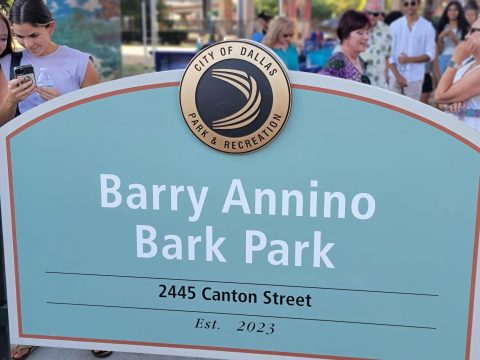 CITY OF DALLAS
PARK & RECREATION
Barry Annino
Bark Park
2445 Canton Street
Est. 2023